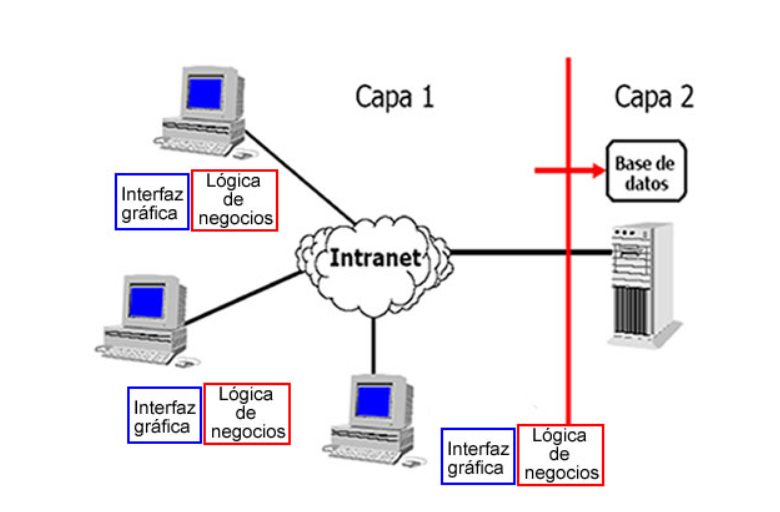 Capa 1
Capa 2
Base de
datos
Interfaz
gráfica
Lógica
de
negocios
Intranet
Interfaz
gráfica
Lógica
de
negocios
Interfaz
gráfica
Lógica
de
negocios